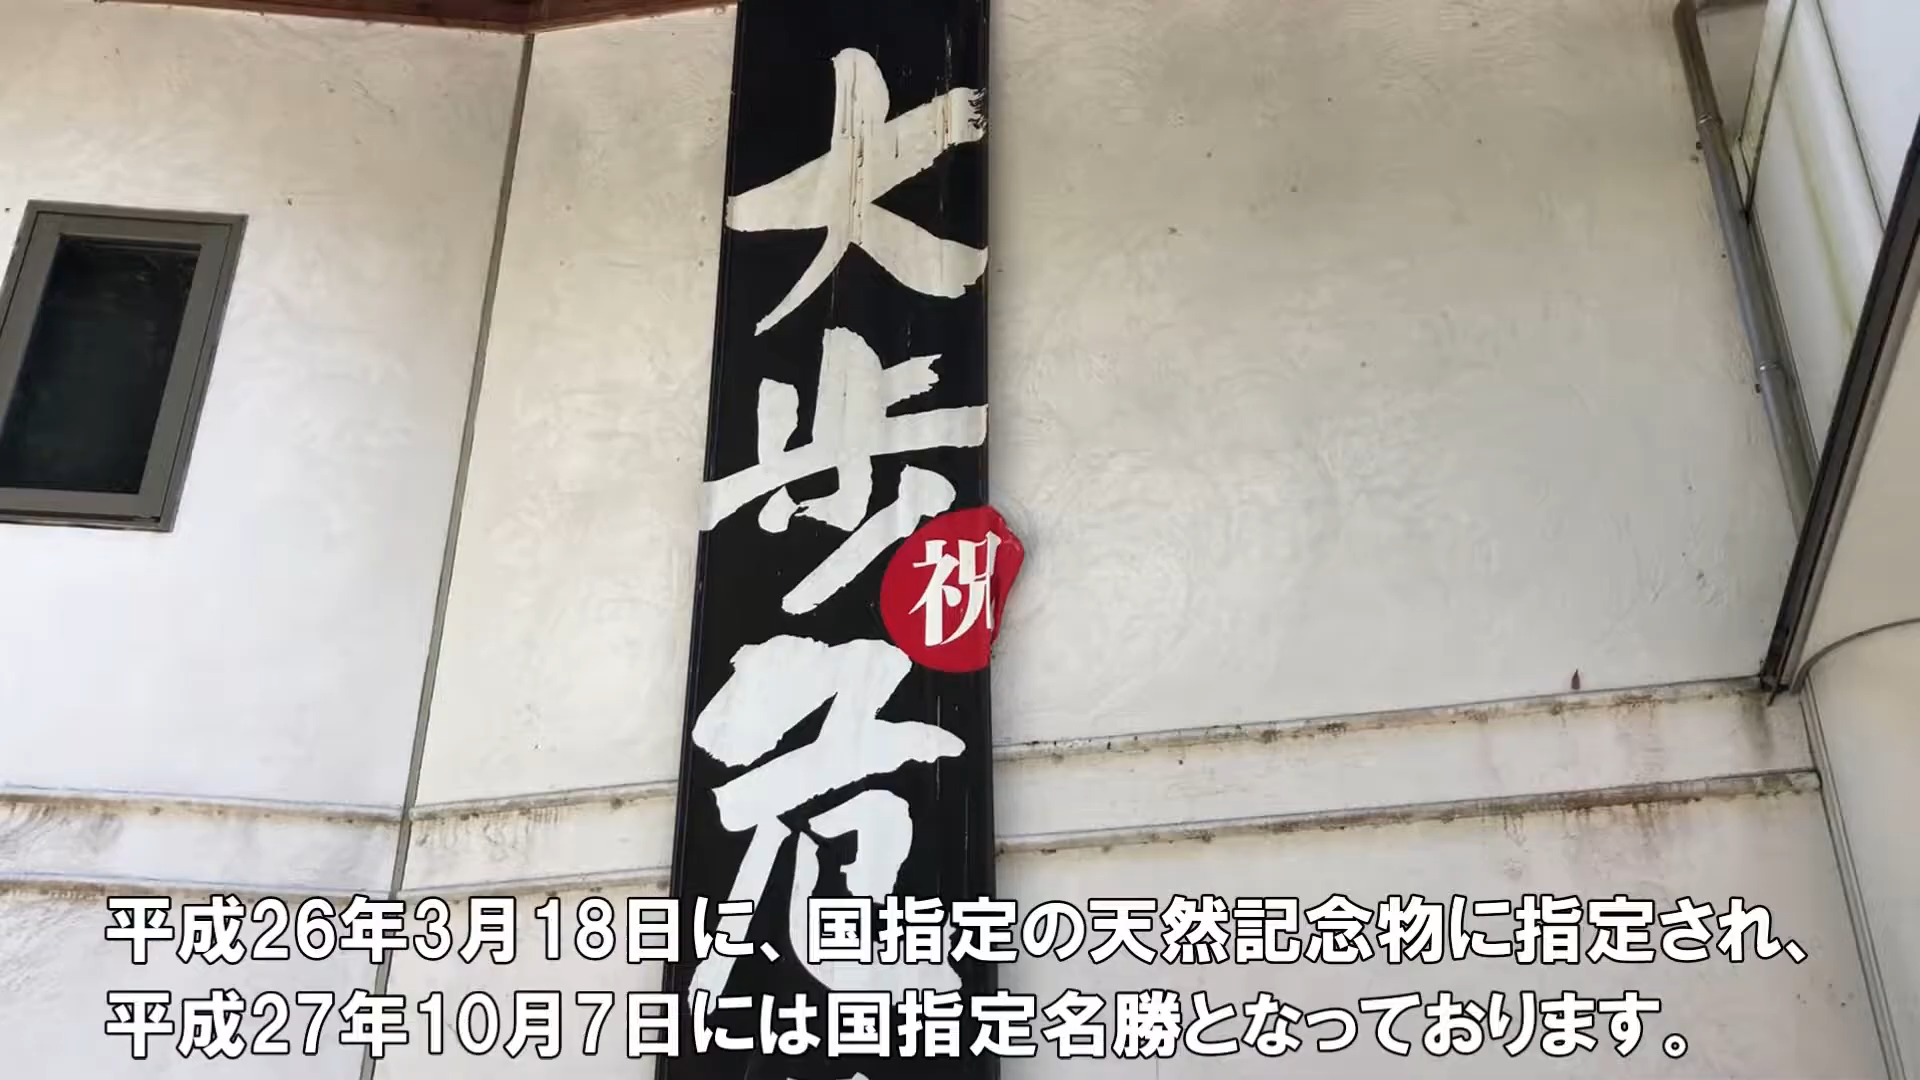 大歩危
祝
平成26年3月18日に、国指定の天然記念物に指定され、
平成27年10月7日には国指定名勝となっております。